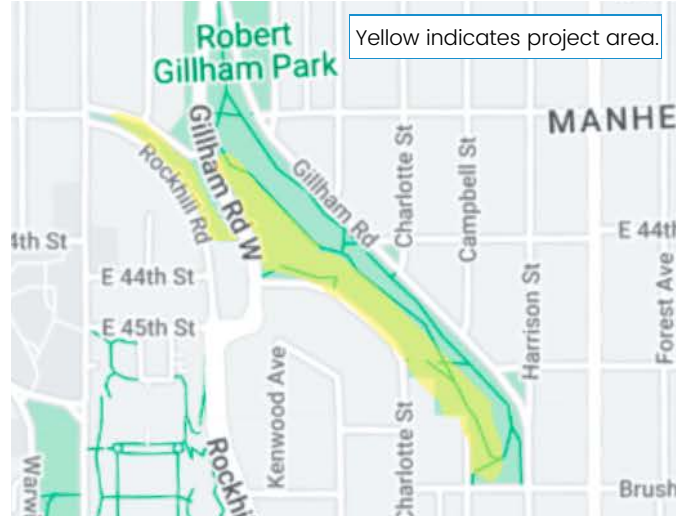 Yellow indicates project area.
Robert
Gillham Park
MANHE
Gillham Rd W
Rockhill Rd
Gillham Rd
Charlotte St
Campbell St
4th St
E 44th
E 44th St
Harrison St
Forest Ave
E 45th St
Kenwood Ave
Charlotte St
Rockhi
Warw
Brush